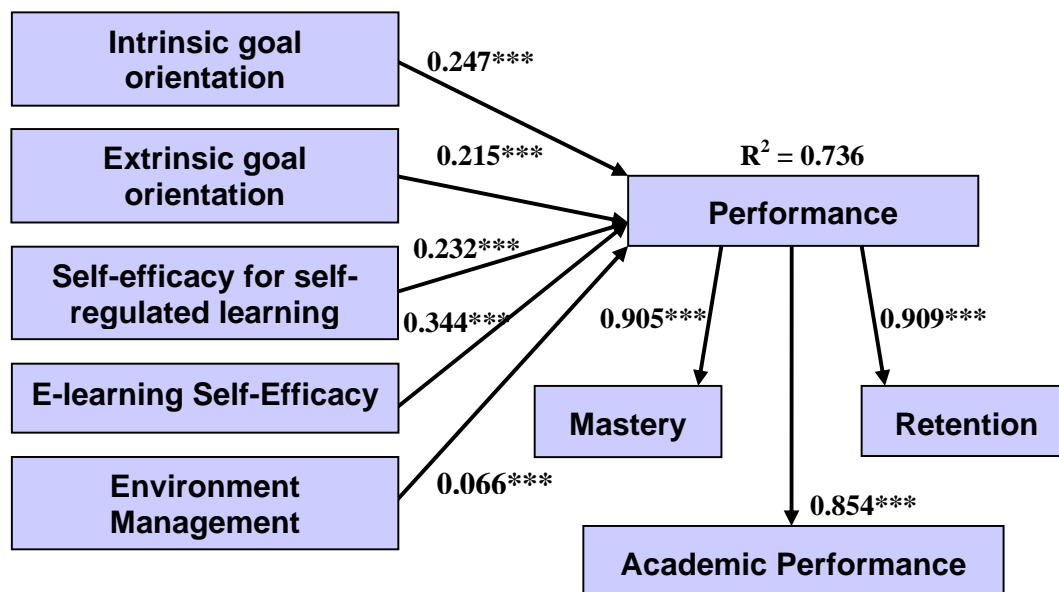 Intrinsic goal
orientation
0.247***
Extrinsic goal
orientation
0.215***
R² = 0.736
Performance
Self-efficacy for self-
regulated learning
0.232***
0.344***
0.905***
0.909***
E-learning Self-Efficacy
Mastery
Retention
Environment
Management
0.066***
0.854***
Academic Performance